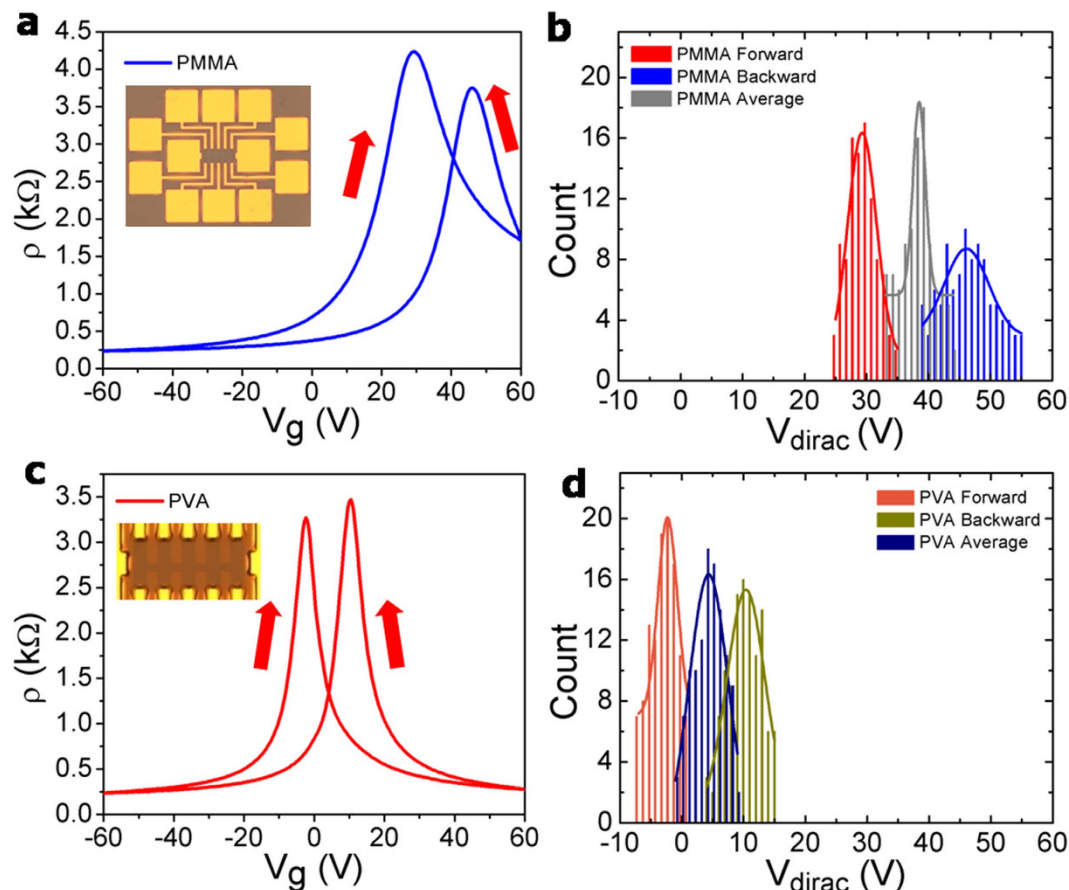 a
PMMA
4.5
4.0
3.5
3.0
2.5
2.0
1.5
1.0
0.5
0.0
ρ (kΩ)
-60 -40 -20 0 20 40 60
Vg (V)
b
PMMA Forward
PMMA Backward
PMMA Average
20
16
12
8
4
0
Count
-10 0 10 20 30 40 50 60
Vdirac (V)
c
PVA
3.5
3.0
2.5
2.0
1.5
1.0
0.5
0.0
ρ (kΩ)
-60 -40 -20 0 20 40 60
Vg (V)
d
PVA Forward
PVA Backward
PVA Average
20
16
12
8
4
0
Count
-10 0 10 20 30 40 50 60
Vdirac (V)